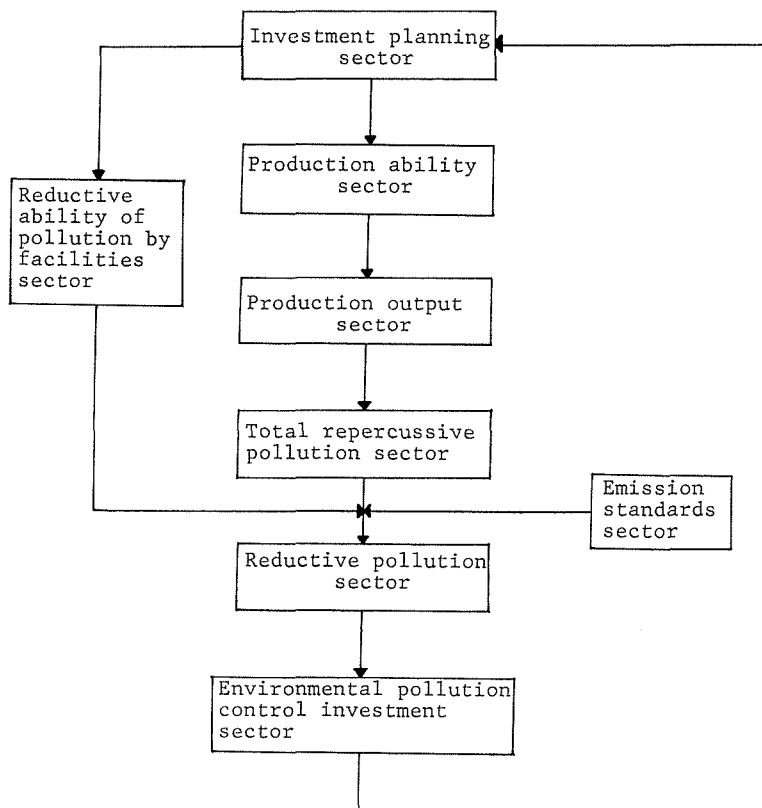 Investment planning
sector
Production ability
sector
Reductive
ability of
pollution by
facilities
sector
Production output
sector
Total repercussive
pollution sector
Emission
standards
sector
Reductive pollution
sector
Environmental pollution
control investment
sector